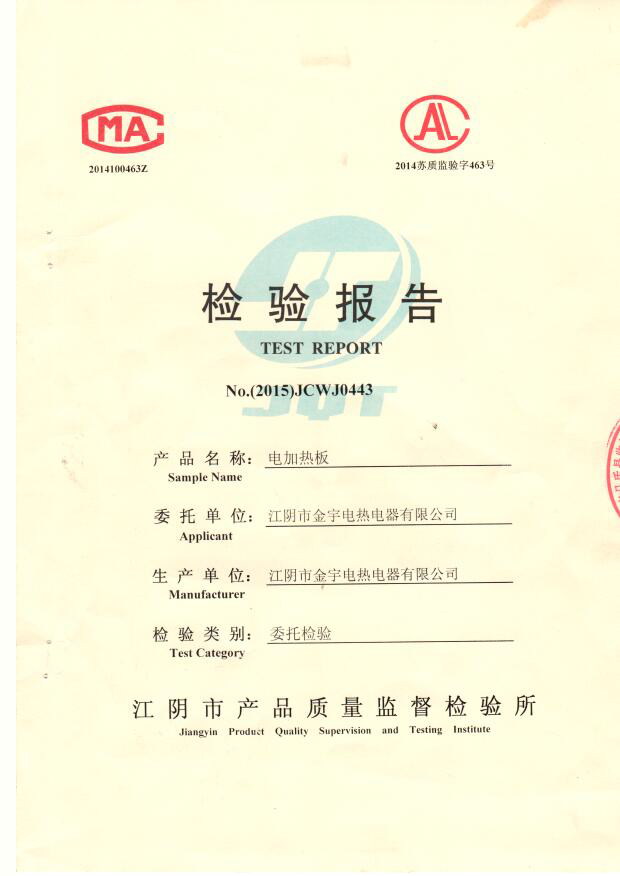 MA
AL
2014100463Z
2014苏质监验字463号
检验报告
TEST REPORT
No.(2015)JCWJ0443
JQT
产品名称：电加热板
Sample Name
委托单位：江阴市金宇电热电器有限公司
Applicant
生产单位：江阴市金宇电热电器有限公司
Manufacturer
检验类别：委托检验
Test Category
江阴市产品质量监督检验所
Jiangyin Product Quality Supervision and Testing Institute